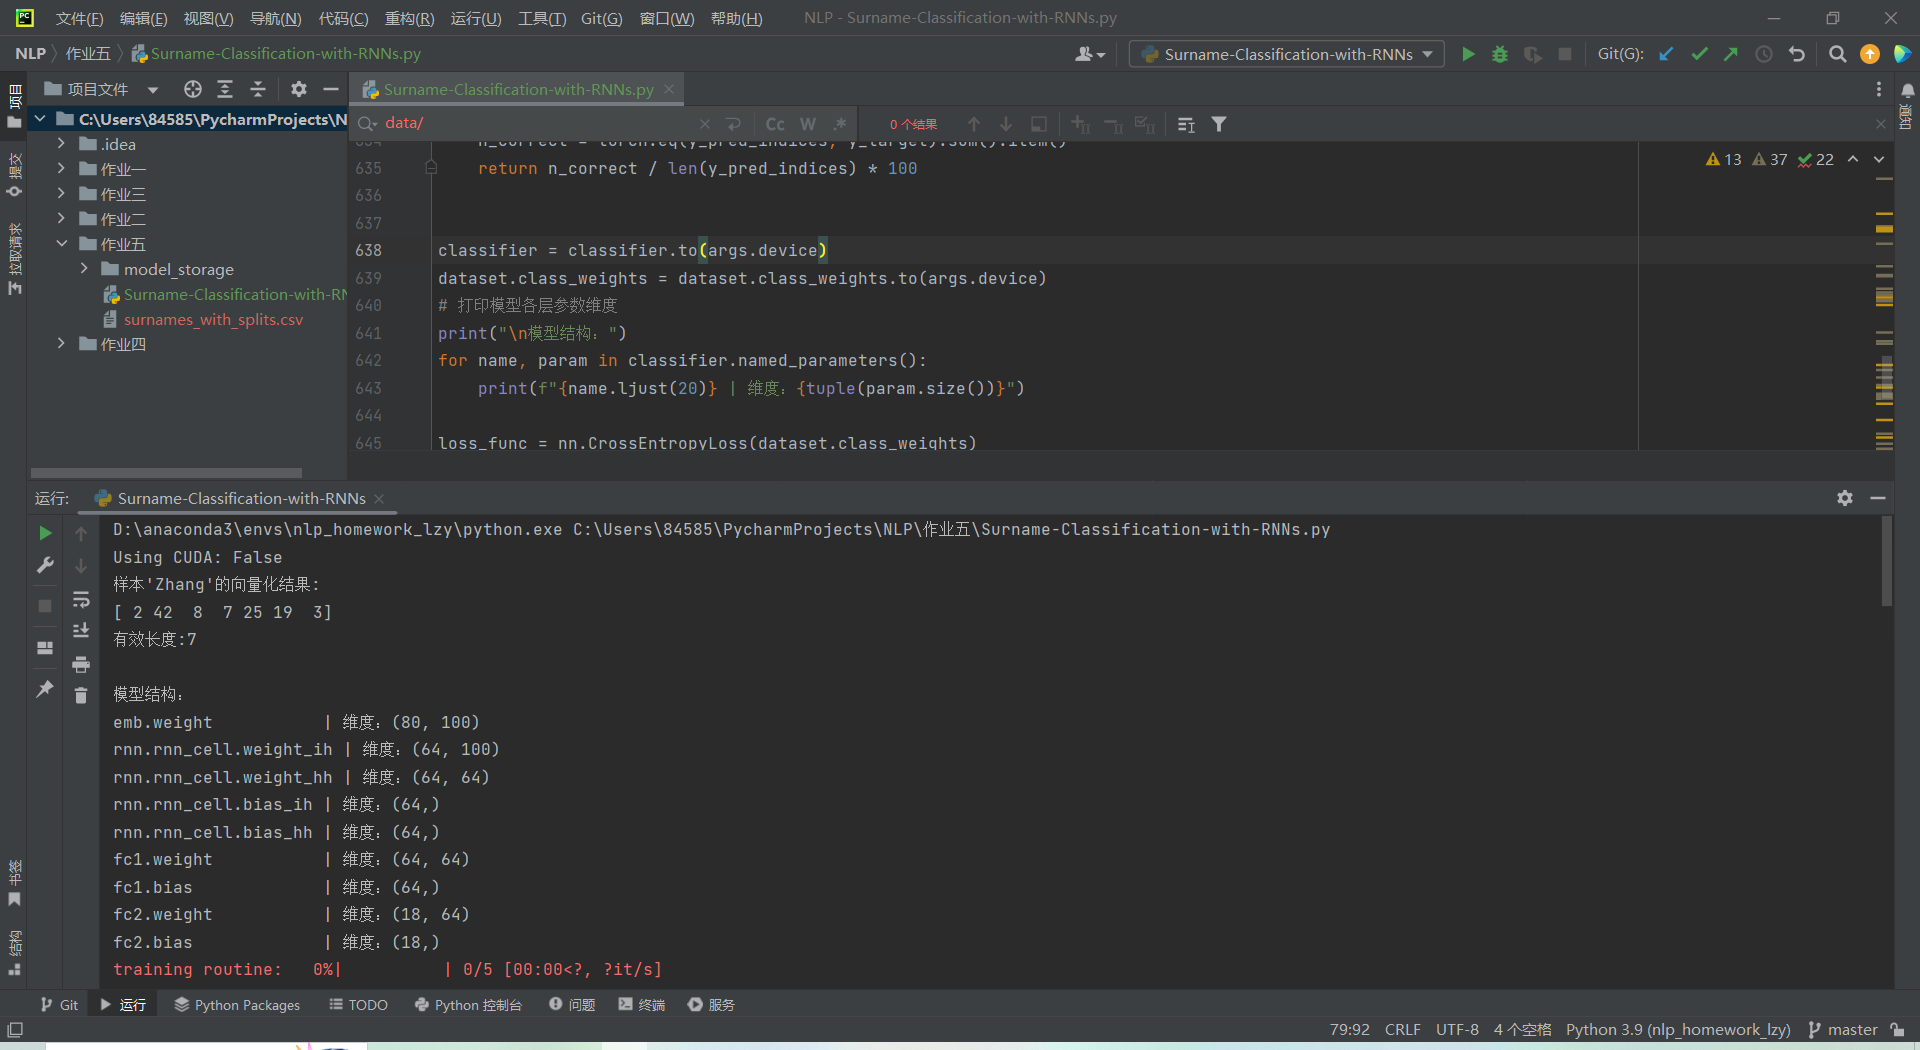 文件(F) 编辑(E) 视图(V) 导航(N) 代码(C) 重构(R) 运行(U) 工具(T) Git(G) 窗口(W) 帮助(H) NLP - Surname-Classification-with-RNNs.py
NLP 作业五 Surname-Classification-with-RNNs.py
Surname-Classification-with-RNNs
Git(G):
项目
提交
拉取请求
书签
结构
通知
项目文件
C:\Users\84585\PycharmProjects\N
.idea
作业一
作业三
作业二
作业五
model_storage
Surname-Classification-with-RN
surnames_with_splits.csv
作业四
Surname-Classification-with-RNNs.py
data/
Cc W .*
0 个结果
13 37 22
634 n_correct = torch.eq(y_pred_indices, y_target).sum().item()
635 return n_correct / len(y_pred_indices) * 100
636
637
638 classifier = classifier.to(args.device)
639 dataset.class_weights = dataset.class_weights.to(args.device)
640 # 打印模型各层参数维度
641 print("\n模型结构：")
642 for name, param in classifier.named_parameters():
643 print(f"{name.ljust(20)} | 维度：{tuple(param.size())}")
644
645 loss_func = nn.CrossEntropyLoss(dataset.class_weights)
运行: Surname-Classification-with-RNNs
D:\anaconda3\envs\nlp_homework_lzy\python.exe C:\Users\84585\PycharmProjects\NLP\作业五\Surname-Classification-with-RNNs.py
Using CUDA: False
样本'Zhang'的向量化结果:
[ 2 42  8  7 25 19  3]
有效长度:7
模型结构：
emb.weight           | 维度：(80, 100)
rnn.rnn_cell.weight_ih | 维度：(64, 100)
rnn.rnn_cell.weight_hh | 维度：(64, 64)
rnn.rnn_cell.bias_ih | 维度：(64,)
rnn.rnn_cell.bias_hh | 维度：(64,)
fc1.weight           | 维度：(64, 64)
fc1.bias             | 维度：(64,)
fc2.weight           | 维度：(18, 64)
fc2.bias             | 维度：(18,)
training routine:   0%|          | 0/5 [00:00<?, ?it/s]
Git 运行 Python Packages TODO Python 控制台 问题 终端 服务
79:92 CRLF UTF-8 4 个空格 Python 3.9 (nlp_homework_lzy) master